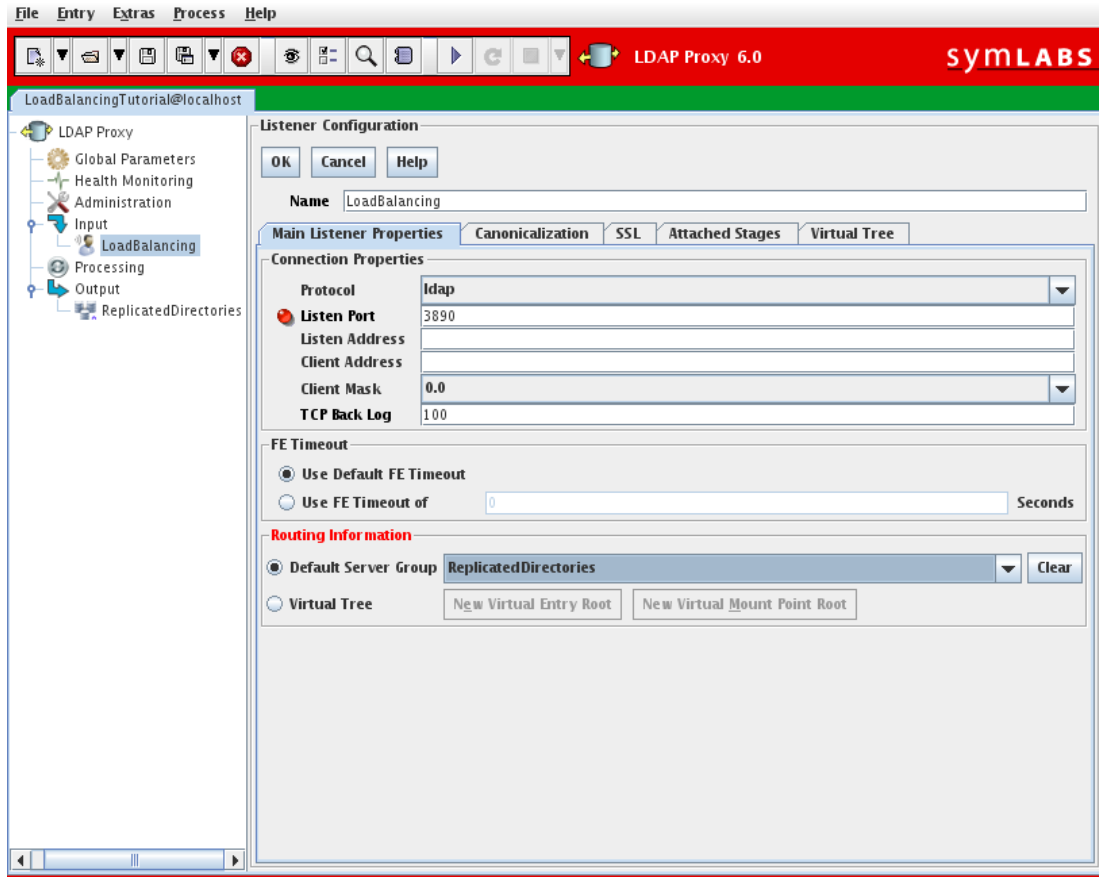 File Entry Extras Process Help
LDAP Proxy 6.0 symLABS
LoadBalancingTutorial@localhost
LDAP Proxy
Global Parameters
Health Monitoring
Administration
Input
LoadBalancing
Processing
Output
ReplicatedDirectories
Listener Configuration
OK Cancel Help
Name LoadBalancing
Main Listener Properties Canonicalization SSL Attached Stages Virtual Tree
Connection Properties
Protocol ldap
Listen Port 3890
Listen Address
Client Address
Client Mask 0.0
TCP Back Log 100
FE Timeout
Use Default FE Timeout
Use FE Timeout of 0 Seconds
Routing Information
Default Server Group ReplicatedDirectories Clear
Virtual Tree New Virtual Entry Root New Virtual Mount Point Root